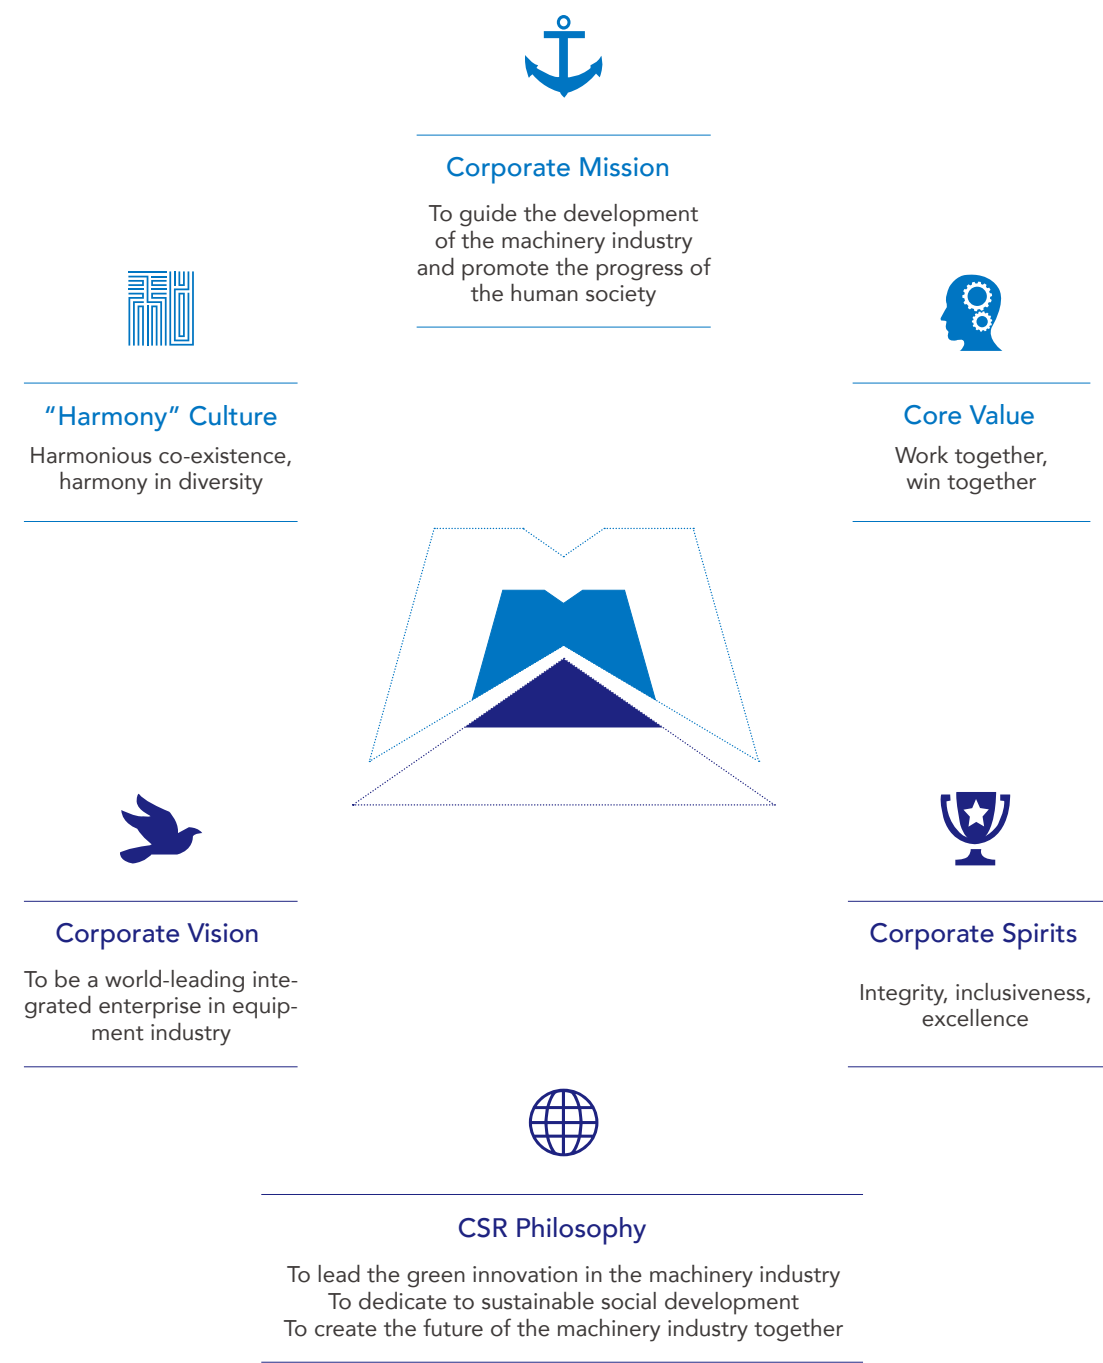 Corporate Mission
To guide the development
of the machinery industry
and promote the progress of
the human society
“Harmony” Culture
Harmonious co-existence,
harmony in diversity
Core Value
Work together,
win together
Corporate Vision
To be a world-leading inte-
grated enterprise in equip-
ment industry
Corporate Spirits
Integrity, inclusiveness,
excellence
CSR Philosophy
To lead the green innovation in the machinery industry
To dedicate to sustainable social development
To create the future of the machinery industry together